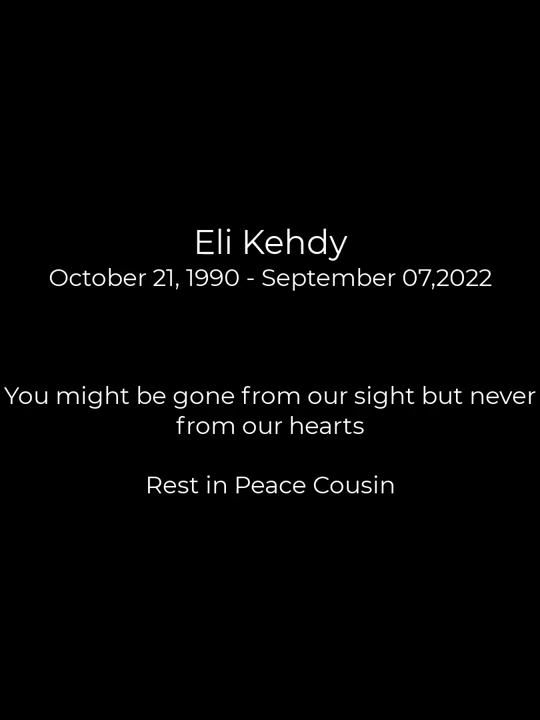 Eli Kehdy
October 21, 1990 - September 07,2022
You might be gone from our sight but never
from our hearts
Rest in Peace Cousin